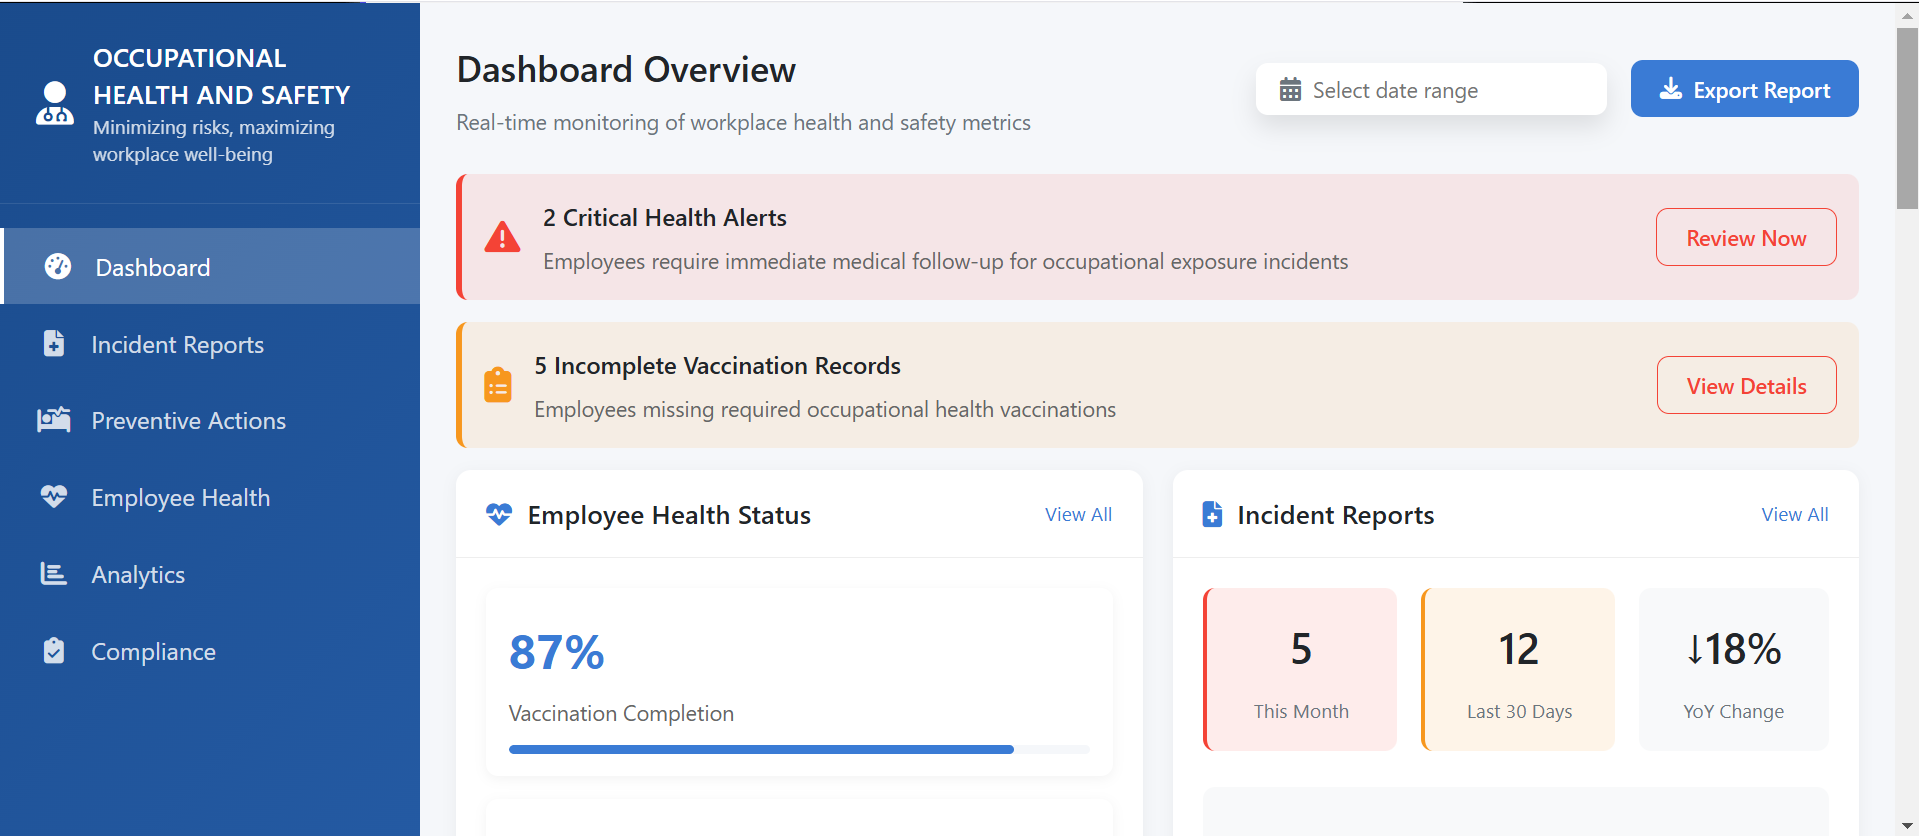 OCCUPATIONAL
HEALTH AND SAFETY
Minimizing risks, maximizing
workplace well-being
Dashboard
Incident Reports
Preventive Actions
Employee Health
Analytics
Compliance
Dashboard Overview
Real-time monitoring of workplace health and safety metrics
Select date range
Export Report
2 Critical Health Alerts
Employees require immediate medical follow-up for occupational exposure incidents
Review Now
5 Incomplete Vaccination Records
Employees missing required occupational health vaccinations
View Details
Employee Health Status
View All
87%
Vaccination Completion
Incident Reports
View All
5
This Month
12
Last 30 Days
↓18%
YoY Change